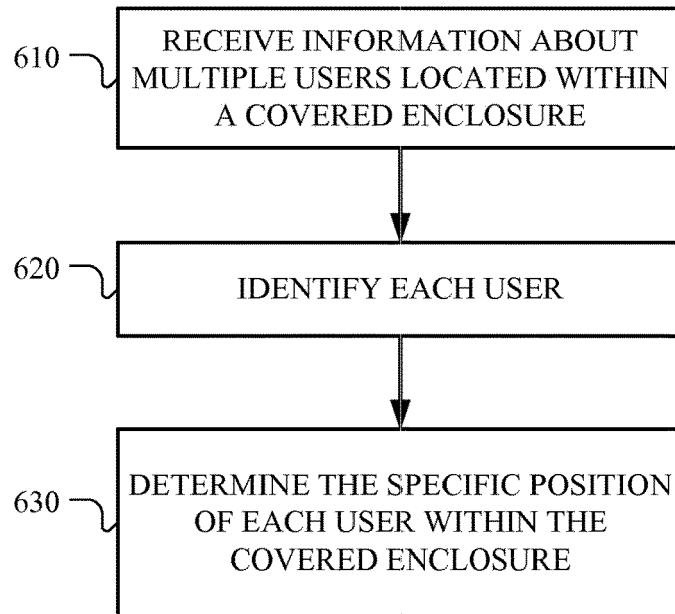 610
RECEIVE INFORMATION ABOUT
MULTIPLE USERS LOCATED WITHIN
A COVERED ENCLOSURE
620
IDENTIFY EACH USER
630
DETERMINE THE SPECIFIC POSITION
OF EACH USER WITHIN THE
COVERED ENCLOSURE